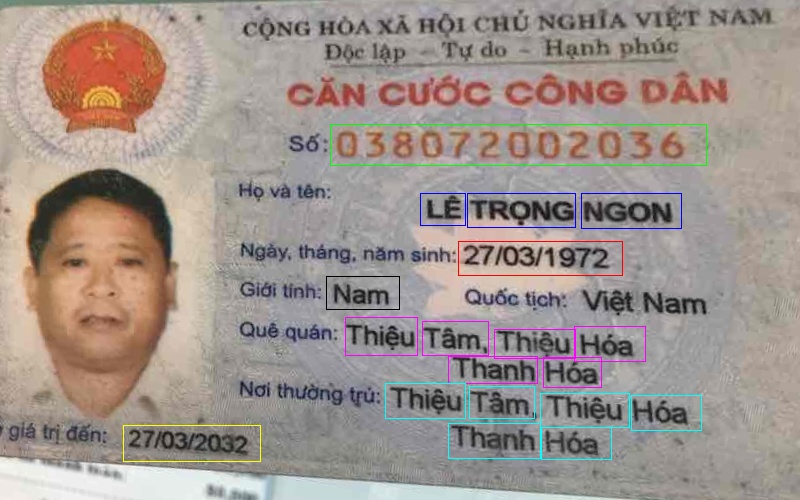 CỘNG HÒA XÃ HỘI CHỦ NGHĨA VIỆT NAM
Độc lập - Tự do - Hạnh phúc
CĂN CƯỚC CÔNG DÂN
Số: 038072002036
Họ và tên:
LÊ TRỌNG NGON
Ngày, tháng, năm sinh: 27/03/1972
Giới tính: Nam Quốc tịch: Việt Nam
Quê quán: Thiệu Tâm, Thiệu Hóa
Thanh Hóa
Nơi thường trú: Thiệu Tâm, Thiệu Hóa
Thanh Hóa
giá trị đến: 27/03/2032